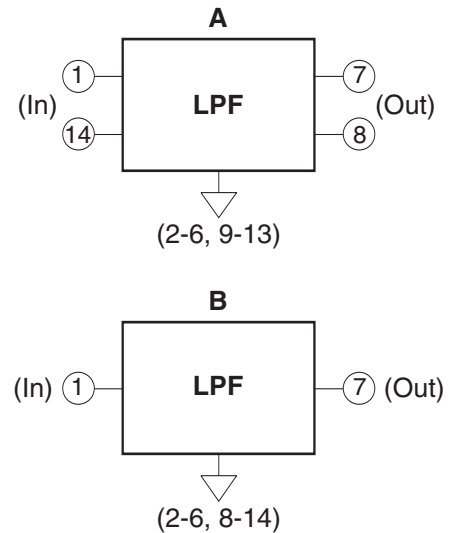 A
1 7
(In) LPF (Out)
14 8
(2-6, 9-13)
B
(In) 1 LPF 7 (Out)
(2-6, 8-14)